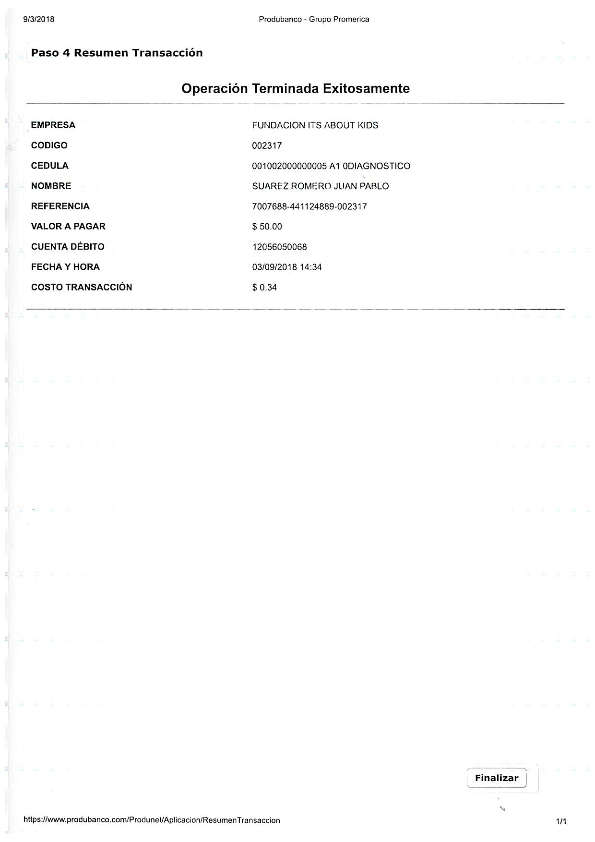 9/3/2018 Produbanco - Grupo Promerica
Paso 4 Resumen Transacción
Operación Terminada Exitosamente
EMPRESA FUNDACION ITS ABOUT KIDS
CODIGO 002317
CEDULA 001002000000005 A1 0DIAGNOSTICO
NOMBRE SUAREZ ROMERO JUAN PABLO
REFERENCIA 7007688-441124889-002317
VALOR A PAGAR $ 50.00
CUENTA DÉBITO 12056050068
FECHA Y HORA 03/09/2018 14:34
COSTO TRANSACCIÓN $ 0.34
Finalizar
https://www.produbanco.com/Produnet/Aplicacion/ResumenTransaccion 1/1